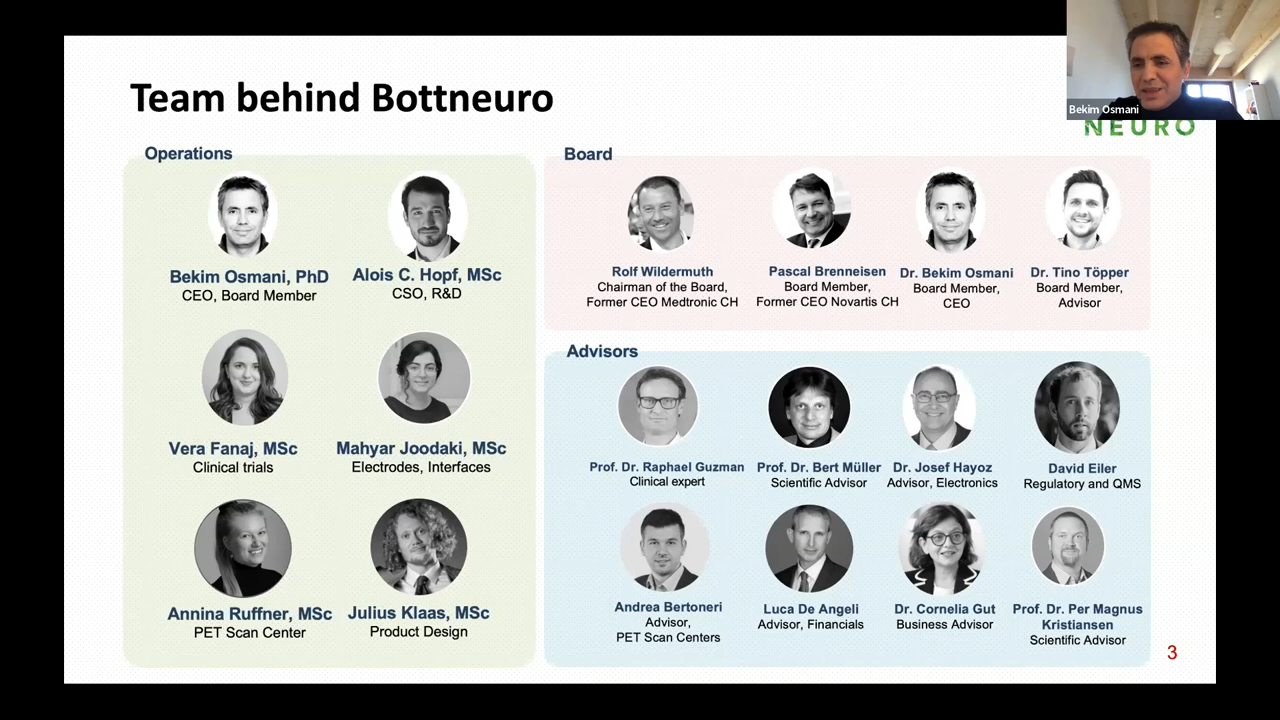 Team behind Bottneuro
Bekim Osmani
NEURO
Operations
Bekim Osmani, PhD
CEO, Board Member
Alois C. Hopf, MSc
CSO, R&D
Vera Fanaj, MSc
Clinical trials
Mahyar Joodaki, MSc
Electrodes, Interfaces
Annina Ruffner, MSc
PET Scan Center
Julius Klaas, MSc
Product Design
Board
Rolf Wildermuth
Chairman of the Board,
Former CEO Medtronic CH
Pascal Brenneisen
Board Member,
Former CEO Novartis CH
Dr. Bekim Osmani
Board Member,
CEO
Dr. Tino Töpper
Board Member,
Advisor
Advisors
Prof. Dr. Raphael Guzman
Clinical expert
Prof. Dr. Bert Müller
Scientific Advisor
Dr. Josef Hayoz
Advisor, Electronics
David Eiler
Regulatory and QMS
Andrea Bertoneri
Advisor,
PET Scan Centers
Luca De Angeli
Advisor, Financials
Dr. Cornelia Gut
Business Advisor
Prof. Dr. Per Magnus
Kristiansen
Scientific Advisor
3